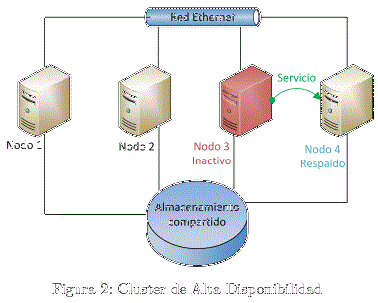 Red Ethernet
Servicio
Nodo 1
Nodo 2
Nodo 3
Inactivo
Nodo 4
Respaldo
Almacenamiento
compartido
Figura 2: Cluster de Alta Disponibilidad